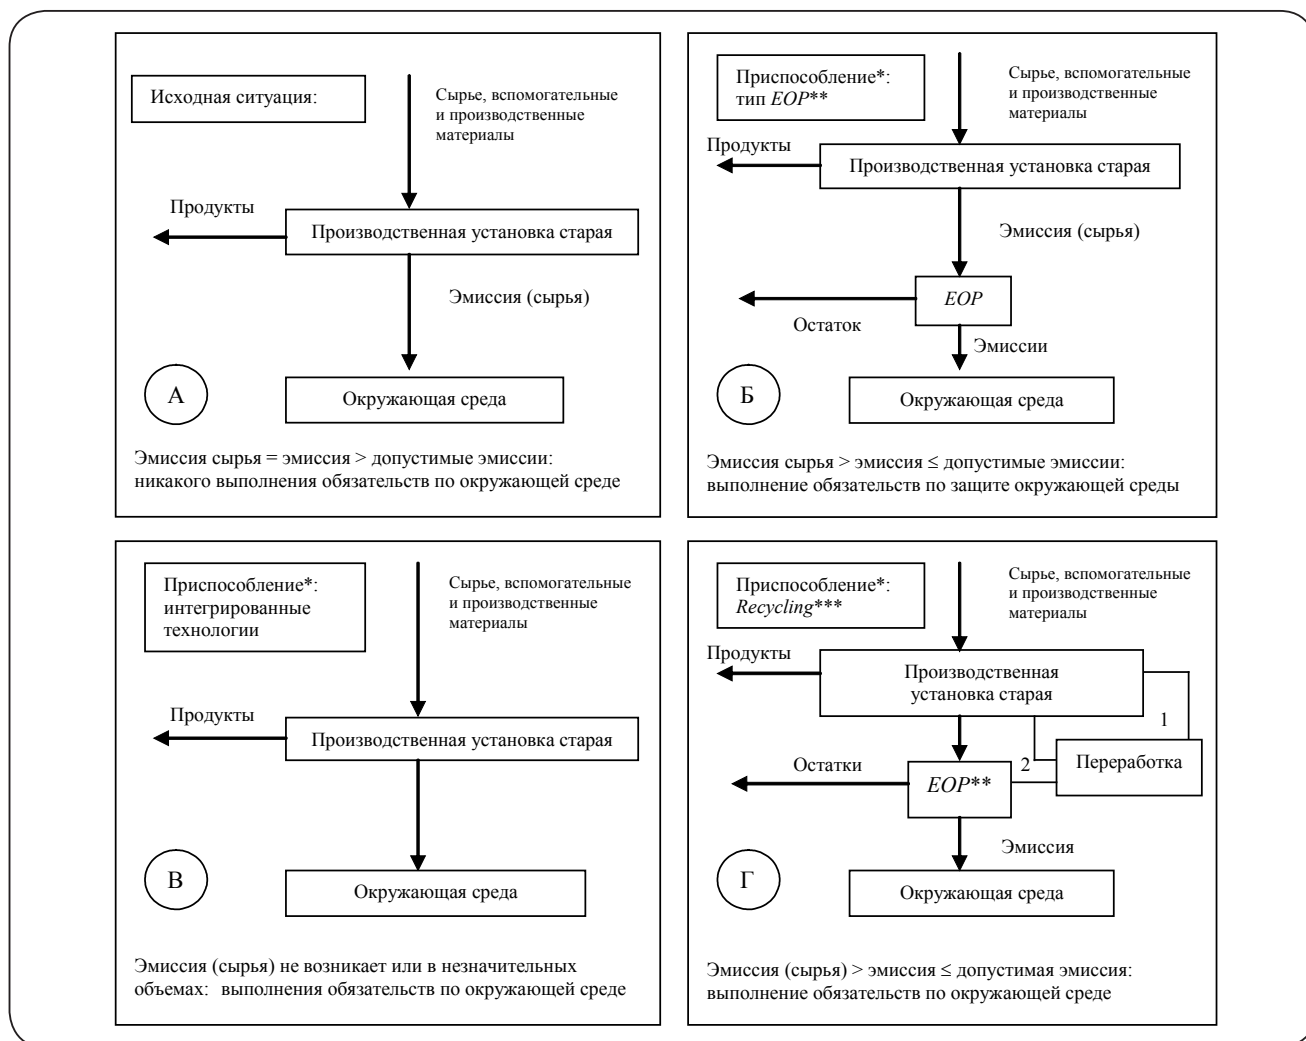 Исходная ситуация:
Сырье, вспомогательные
и производственные
материалы
Продукты
Производственная установка старая
Эмиссия (сырья)
А
Окружающая среда
Эмиссия сырья = эмиссия > допустимые эмиссии:
никакого выполнения обязательств по окружающей среде
Приспособление*:
тип EOP**
Сырье, вспомогательные
и производственные
материалы
Продукты
Производственная установка старая
Эмиссия (сырья)
EOP
Остаток
Эмиссии
Б
Окружающая среда
Эмиссия сырья > эмиссия ≤ допустимые эмиссии:
выполнение обязательств по защите окружающей среды
Приспособление*:
интегрированные
технологии
Сырье, вспомогательные
и производственные
материалы
Продукты
Производственная установка старая
В
Окружающая среда
Эмиссия (сырья) не возникает или в незначительных
объемах: выполнения обязательств по окружающей среде
Приспособление*:
Recycling***
Сырье, вспомогательные
и производственные
материалы
Продукты
Производственная
установка старая
1
Остатки
EOP**
2
Переработка
Эмиссия
Г
Окружающая среда
Эмиссия (сырья) > эмиссия ≤ допустимая эмиссия:
выполнение обязательств по окружающей среде